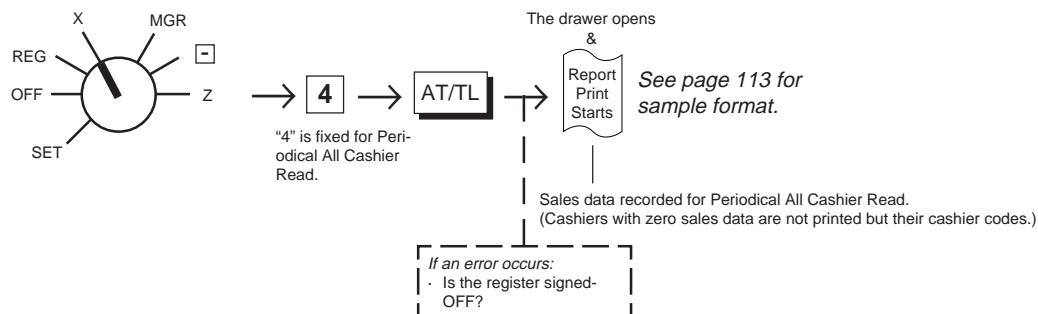 X
MGR
REG
-
OFF
Z
SET
4
"4" is fixed for Peri-
odical All Cashier
Read.
AT/TL
The drawer opens
&
Report
Print
Starts
See page 113 for
sample format.
Sales data recorded for Periodical All Cashier Read.
(Cashiers with zero sales data are not printed but their cashier codes.)
If an error occurs:
· Is the register signed-
OFF?